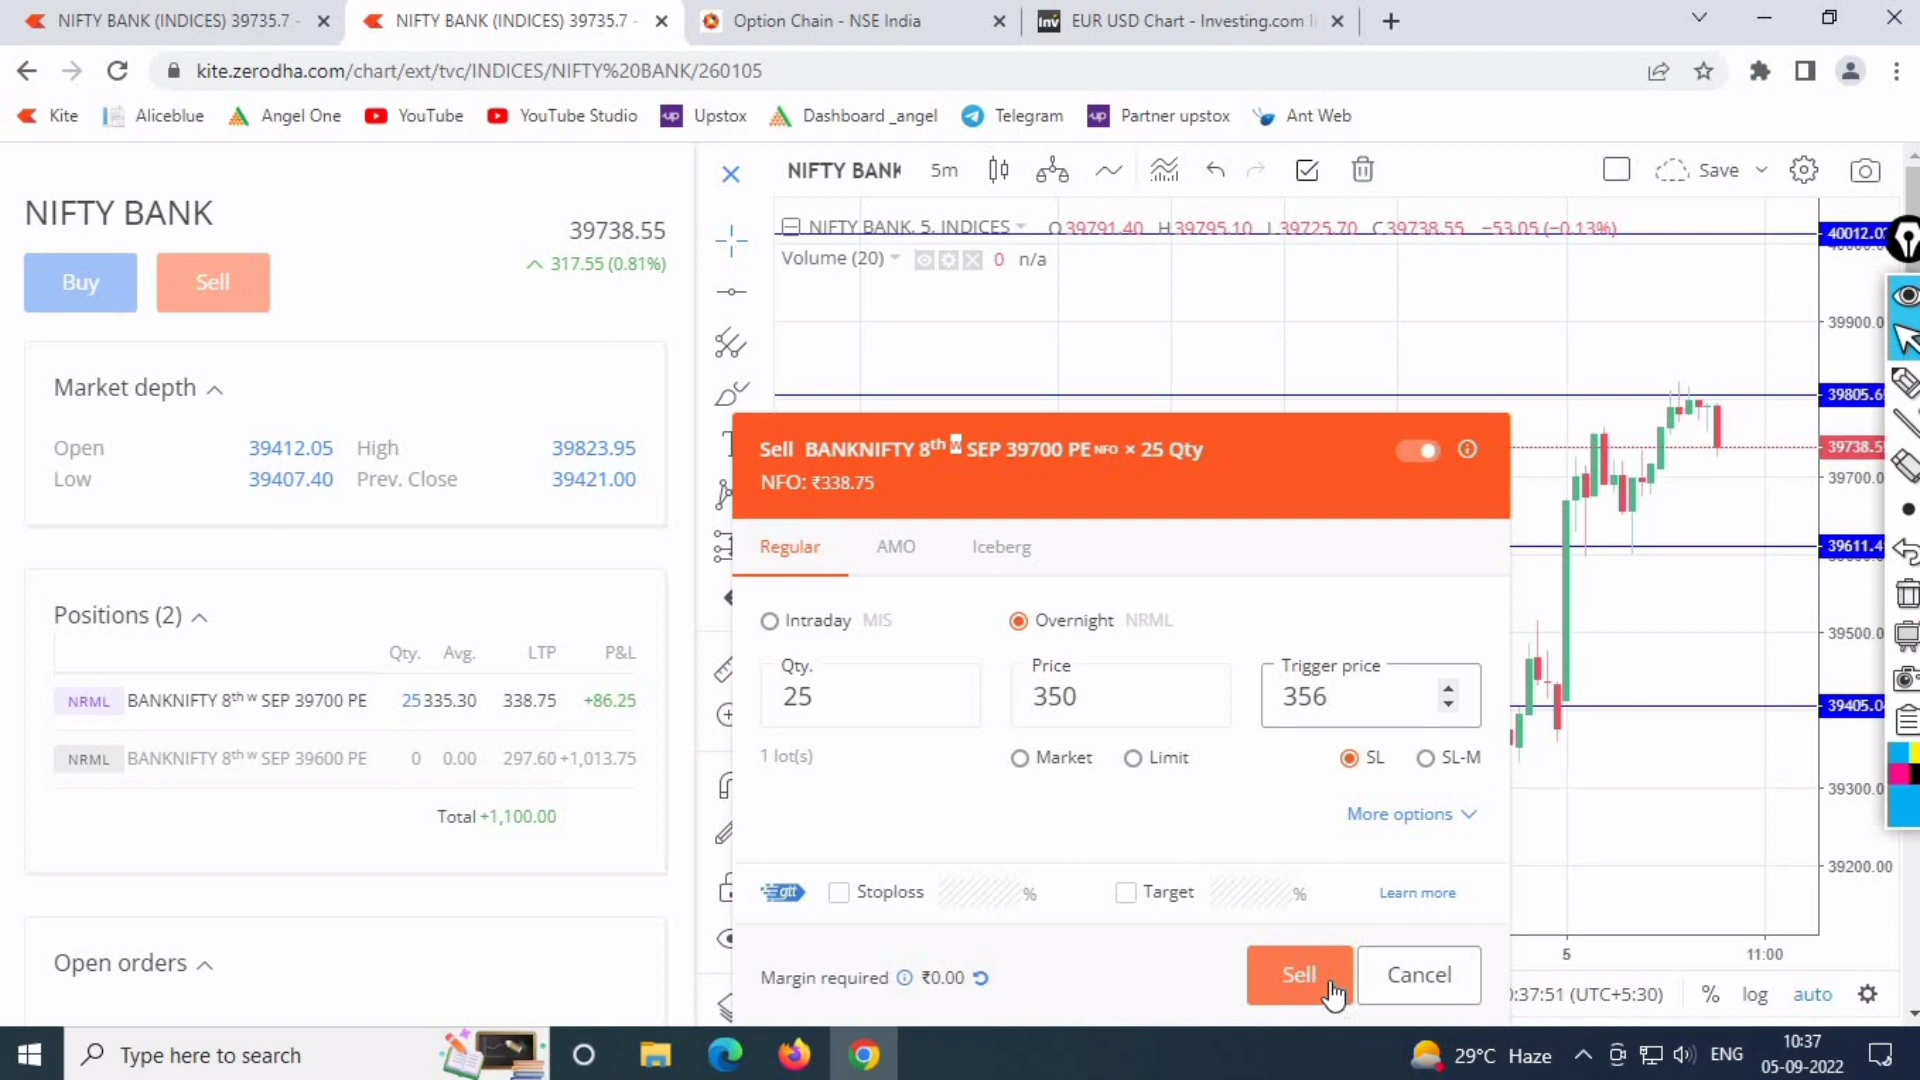 NIFTY BANK (INDICES) 39735.7 -
NIFTY BANK (INDICES) 39735.7 -
Option Chain - NSE India
EUR USD Chart - Investing.com
kite.zerodha.com/chart/ext/tvc/INDICES/NIFTY%20BANK/260105
Kite
Aliceblue
Angel One
YouTube
YouTube Studio
Upstox
Dashboard _angel
Telegram
Partner upstox
Ant Web
NIFTY BANK
39738.55
317.55 (0.81%)
Buy
Sell
Market depth
Open 39412.05 High 39823.95
Low 39407.40 Prev. Close 39421.00
Positions (2)
Qty. Avg. LTP P&L
NRML BANKNIFTY 8th w SEP 39700 PE 25 335.30 338.75 +86.25
NRML BANKNIFTY 8th w SEP 39600 PE 0 0.00 297.60 +1,013.75
Total +1,100.00
Open orders
NIFTY BANK 5m
Save
NIFTY BANK, 5, INDICES O39791.40 H39795.10 L39725.70 C39738.55 −53.05 (−0.13%)
Volume (20) 0 n/a
40012.0
39900.0
39805.6
39738.5
39700.0
39611.4
39500.0
39405.0
39300.0
39200.00
Sell BANKNIFTY 8th w SEP 39700 PE NFO × 25 Qty
NFO: ₹338.75
Regular AMO Iceberg
Intraday MIS Overnight NRML
Qty. Price Trigger price
25 350 356
1 lot(s) Market Limit SL SL-M
More options
gtt Stoploss % Target % Learn more
Margin required ₹0.00
Sell Cancel
5 11:00
:37:51 (UTC+5:30) % log auto
Type here to search
29°C Haze
ENG
10:37
05-09-2022